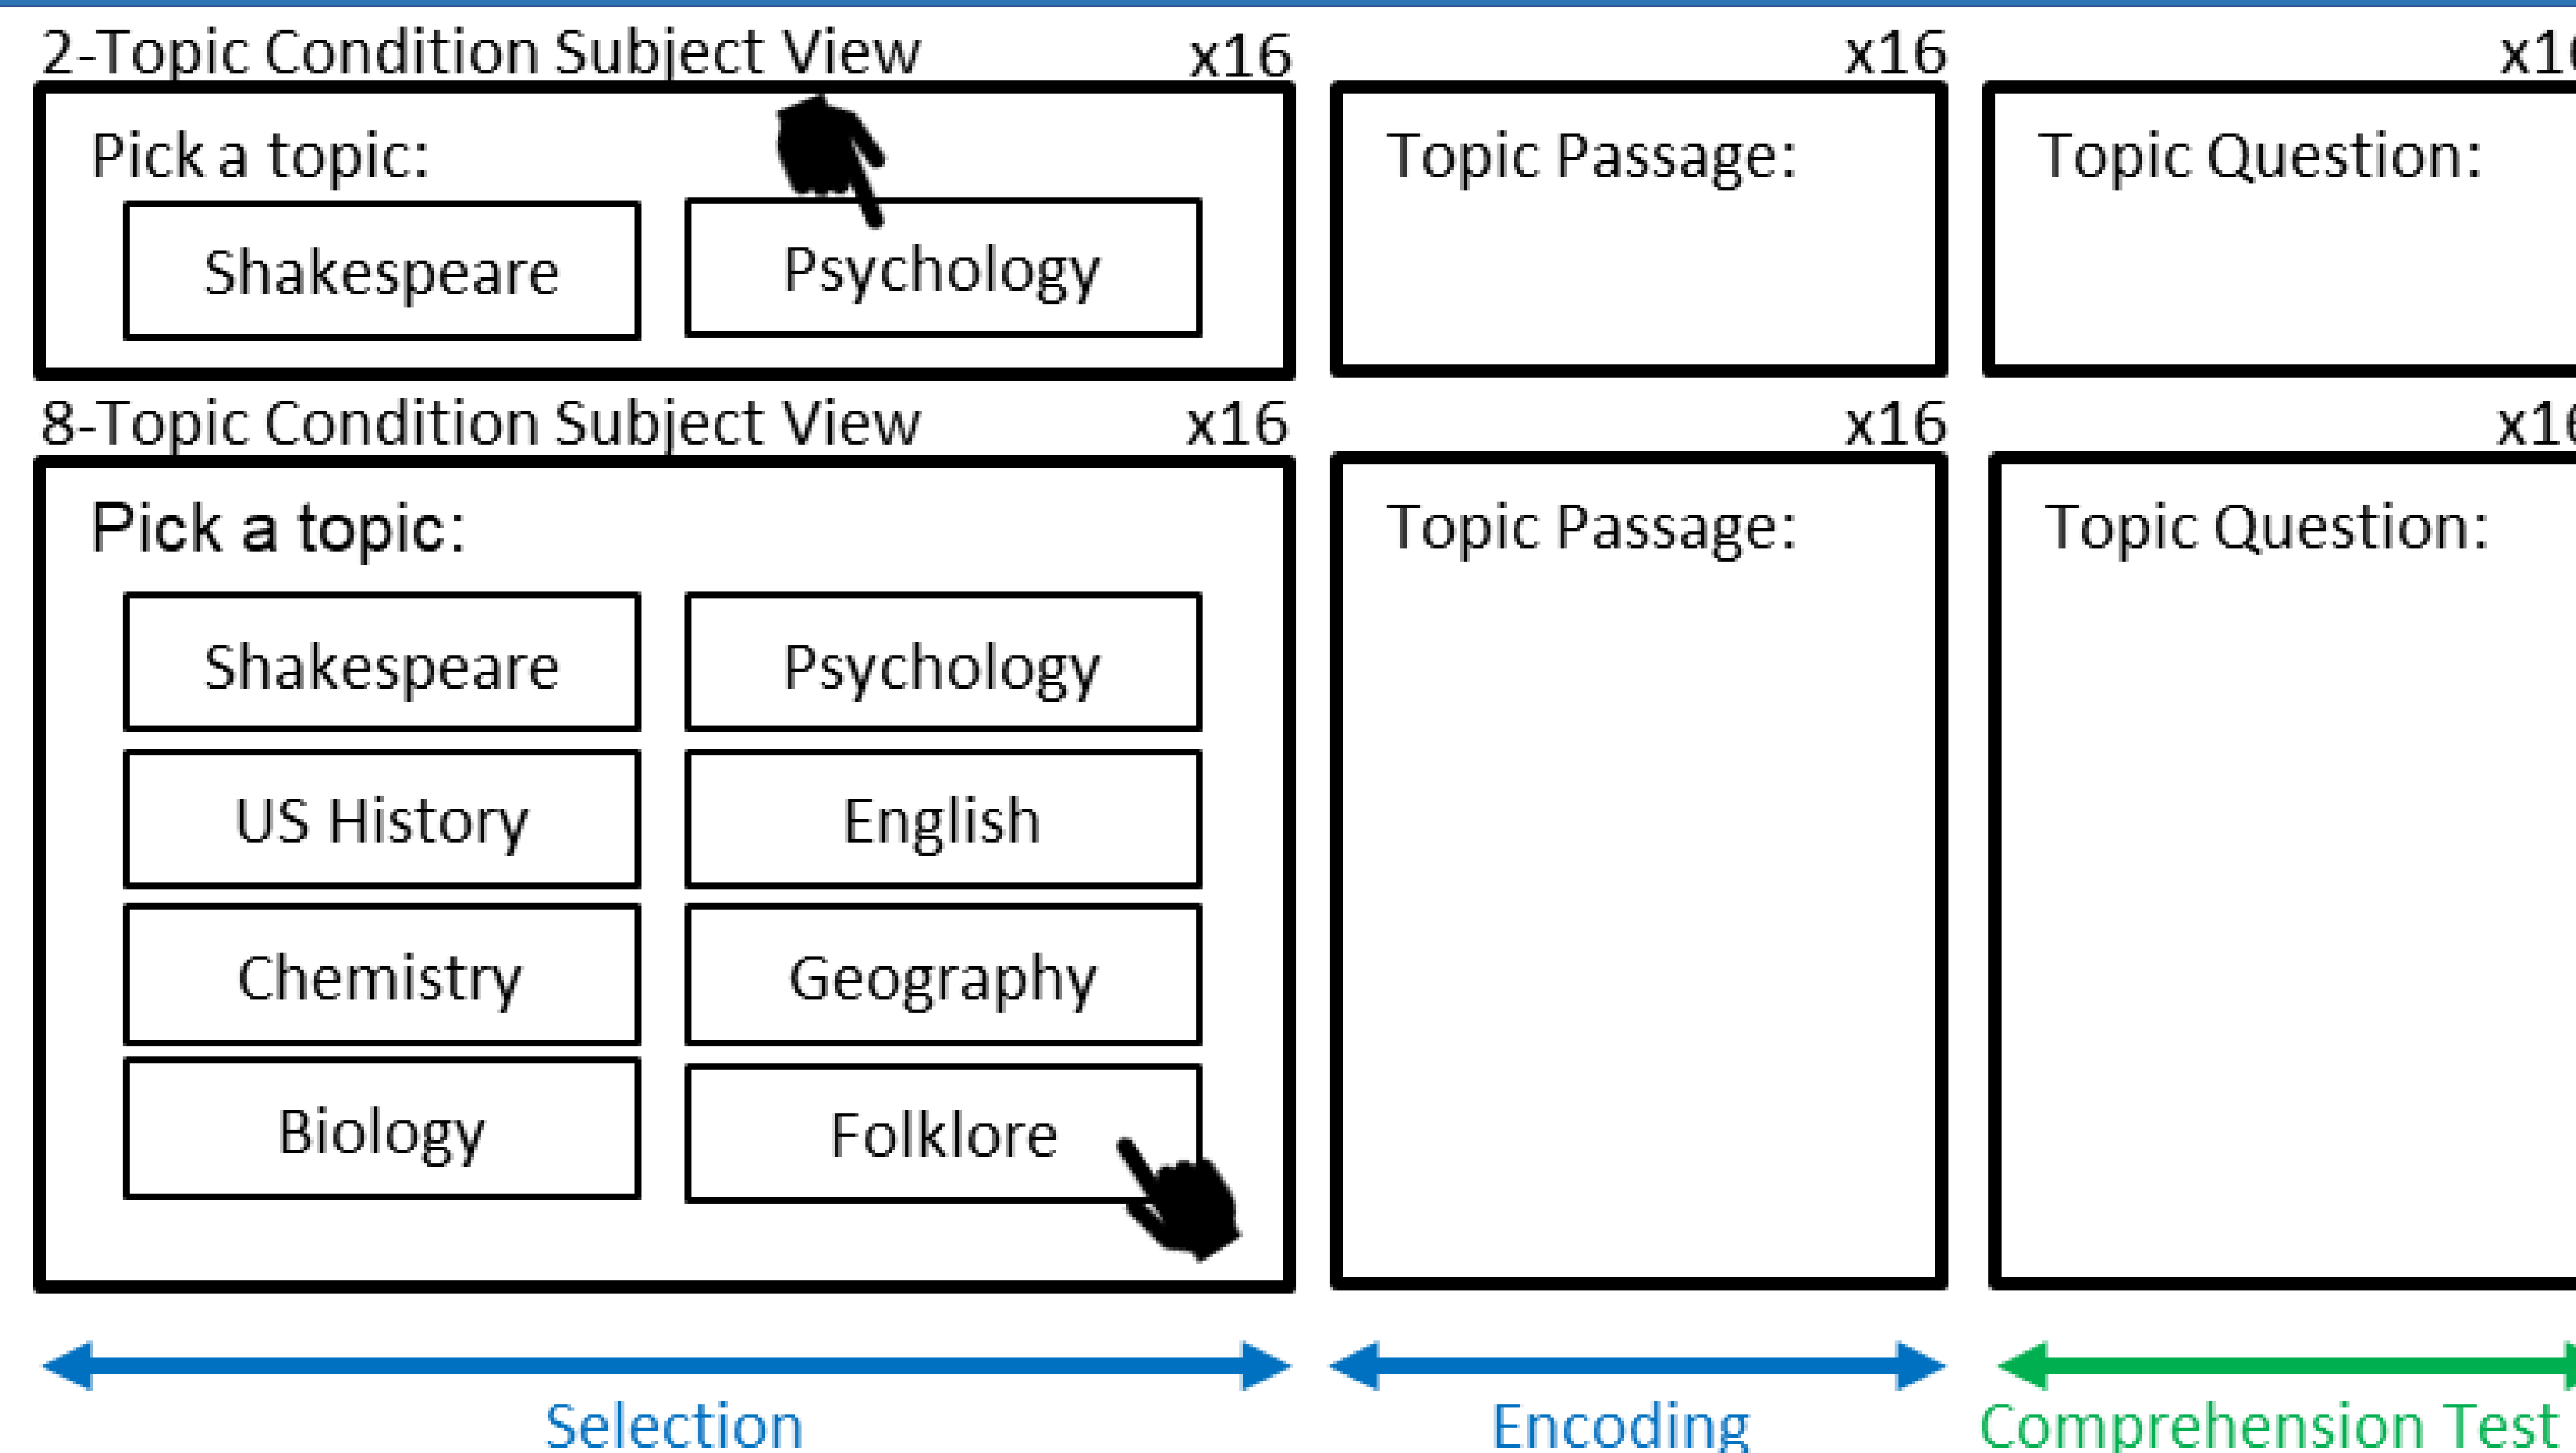 2-Topic Condition Subject View x16 x16
Pick a topic: Topic Passage: Topic Question:
Shakespeare Psychology
8-Topic Condition Subject View x16 x16
Pick a topic: Topic Passage: Topic Question:
Shakespeare Psychology
US History English
Chemistry Geography
Biology Folklore
Selection Encoding Comprehension Test